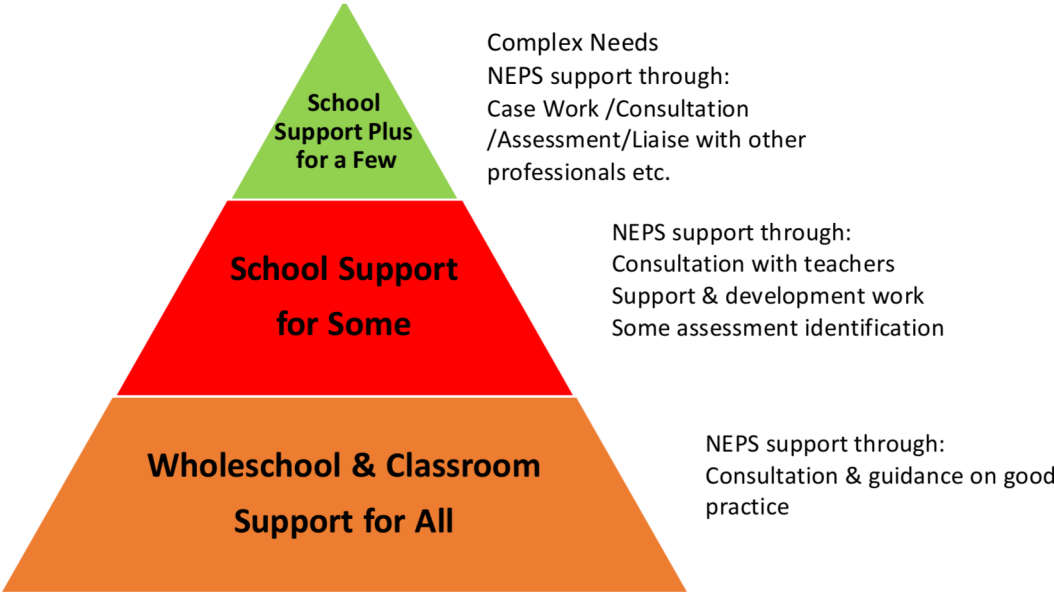 School
Support Plus
for a Few
Complex Needs
NEPS support through:
Case Work /Consultation
/Assessment/Liaise with other
professionals etc.
School Support
for Some
NEPS support through:
Consultation with teachers
Support & development work
Some assessment identification
Wholeschool & Classroom
Support for All
NEPS support through:
Consultation & guidance on good
practice